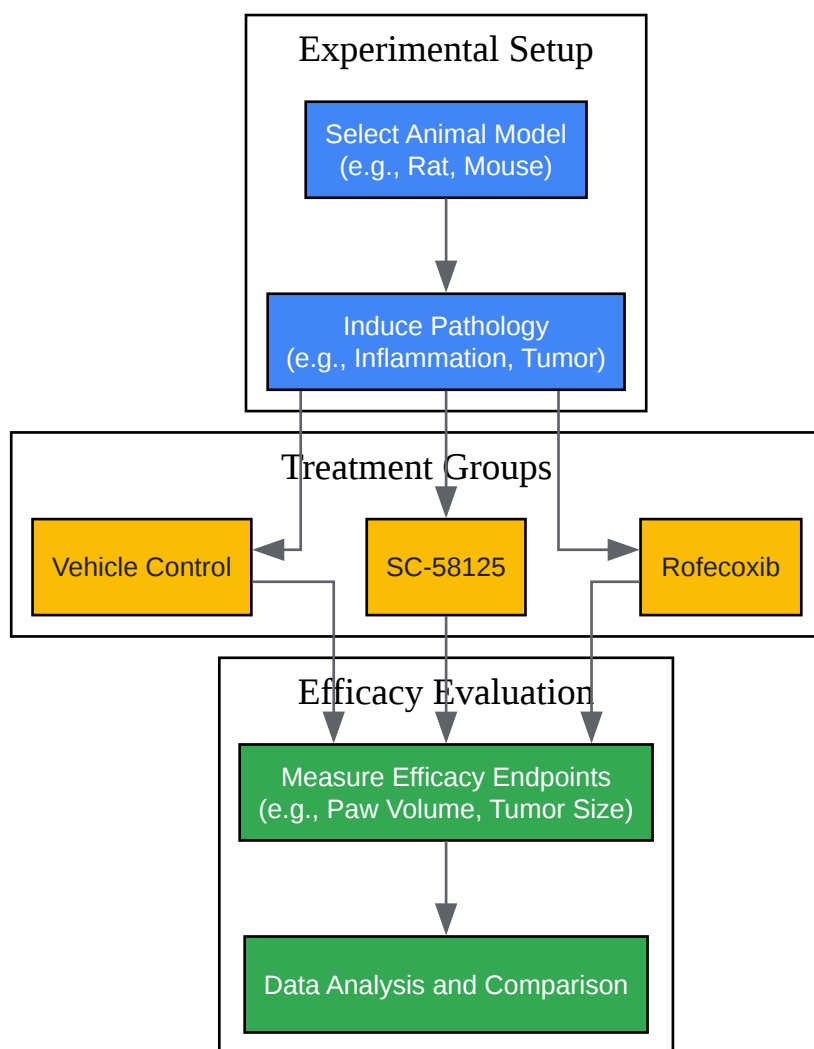 Experimental Setup
Select Animal Model
(e.g., Rat, Mouse)
Induce Pathology
(e.g., Inflammation, Tumor)
Treatment Groups
Vehicle Control
SC-58125
Rofecoxib
Efficacy Evaluation
Measure Efficacy Endpoints
(e.g., Paw Volume, Tumor Size)
Data Analysis and Comparison